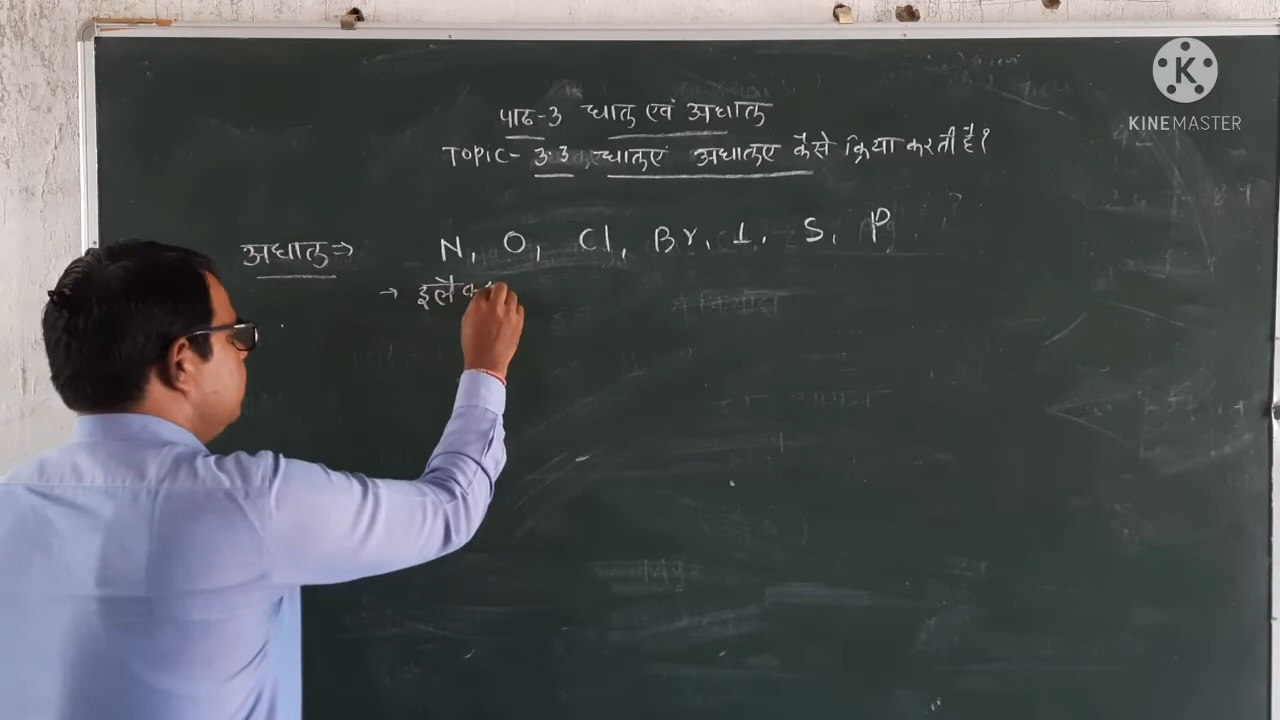 पाठ-3 धातु एवं अधातु
TOPIC- 3.3 धातुएं अधातुए कैसे क्रिया करती है?
अधातु →
N, O, Cl, Br, I, S, P
→ इलैक
K
KINEMASTER